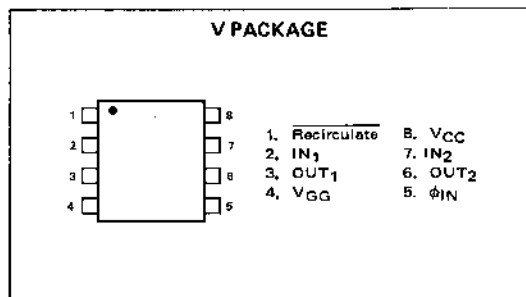 V PACKAGE
1 8
2 7
3 6
4 5
1. Recirculate 8. VCC
2. IN1 7. IN2
3. OUT1 6. OUT2
4. VGG 5. ϕIN